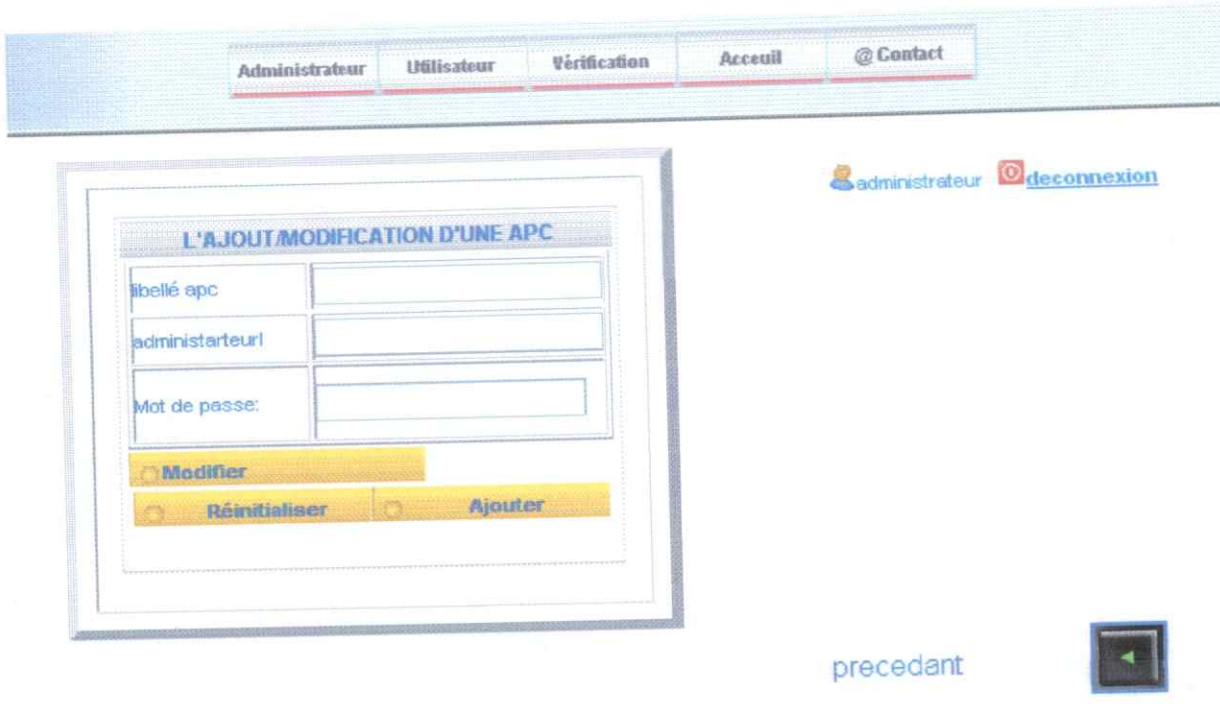 Administrateur Utilisateur Vérification Acceuil @ Contact
administrateur deconnexion
L'AJOUT/MODIFICATION D'UNE APC
libellé apc
administarteurl
Mot de passe:
Modifier
Réinitialiser Ajouter
precedant